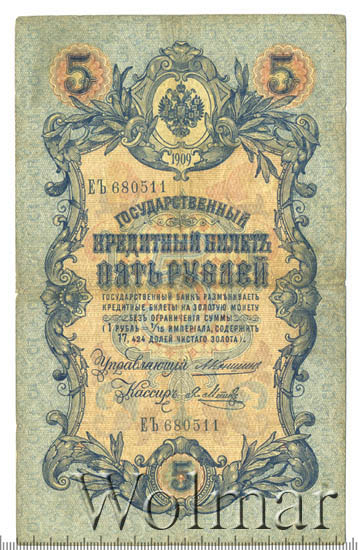 5 5
1909
ЕЪ 680511
ГОСУДАРСТВЕННЫЙ
КРЕДИТНЫЙ БИЛЕТЪ
ПЯТЬ РУБЛЕЙ
ГОСУДАРСТВЕННЫЙ БАНКЪ РАЗМѢНИВАЕТЪ
КРЕДИТНЫЕ БИЛЕТЫ НА ЗОЛОТУЮ МОНЕТУ
БЕЗЪ ОГРАНИЧЕНІЯ СУММЫ
(1 РУБЛЬ = 1/15 ИМПЕРІАЛА, СОДЕРЖИТЪ
17,424 ДОЛЕЙ ЧИСТАГО ЗОЛОТА).
Управляющій
Кассиръ
ЕЪ 680511
5
Wolmar